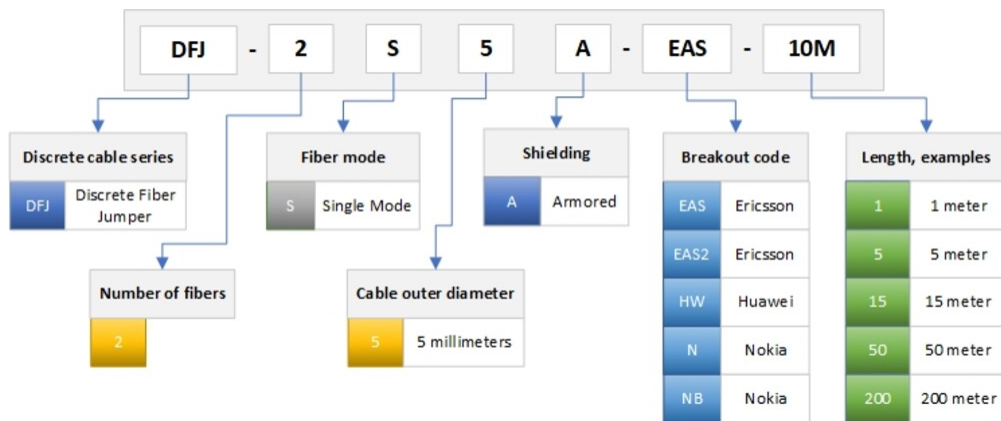 DFJ - 2 S 5 A - EAS - 10M
Discrete cable series
DFJ Discrete Fiber
Jumper
Fiber mode
S Single Mode
Shielding
A Armored
Breakout code
EAS Ericsson
EAS2 Ericsson
HW Huawei
N Nokia
NB Nokia
Length, examples
1 1 meter
5 5 meter
15 15 meter
50 50 meter
200 200 meter
Number of fibers
2
Cable outer diameter
5 5 millimeters